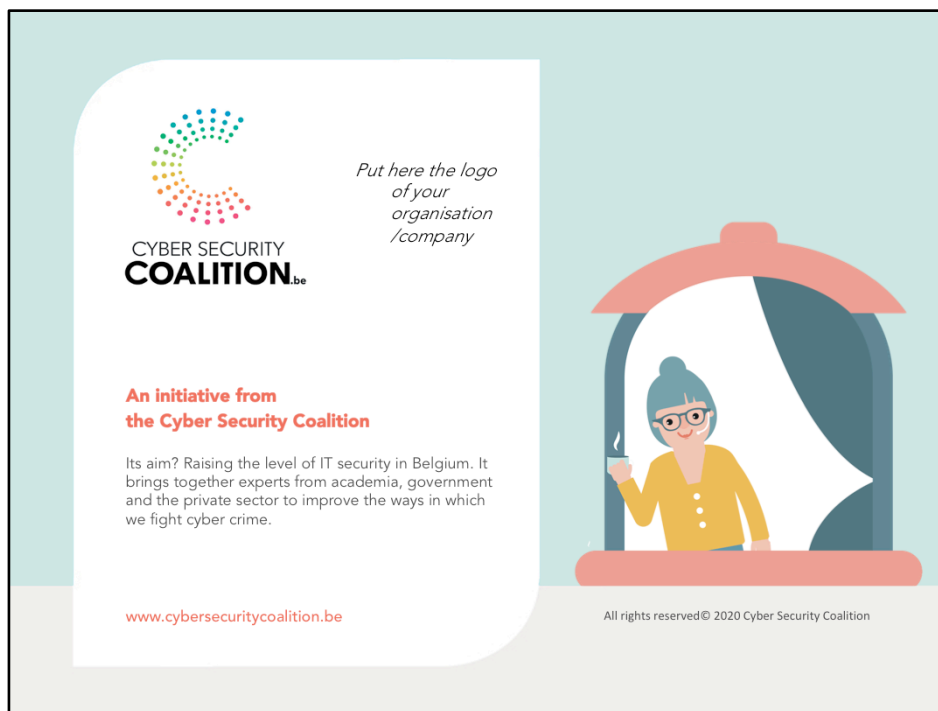 CYBER SECURITY
COALITION.be
Put here the logo
of your
organisation
/company
An initiative from
the Cyber Security Coalition
Its aim? Raising the level of IT security in Belgium. It
brings together experts from academia, government
and the private sector to improve the ways in which
we fight cyber crime.
www.cybersecuritycoalition.be
All rights reserved© 2020 Cyber Security Coalition